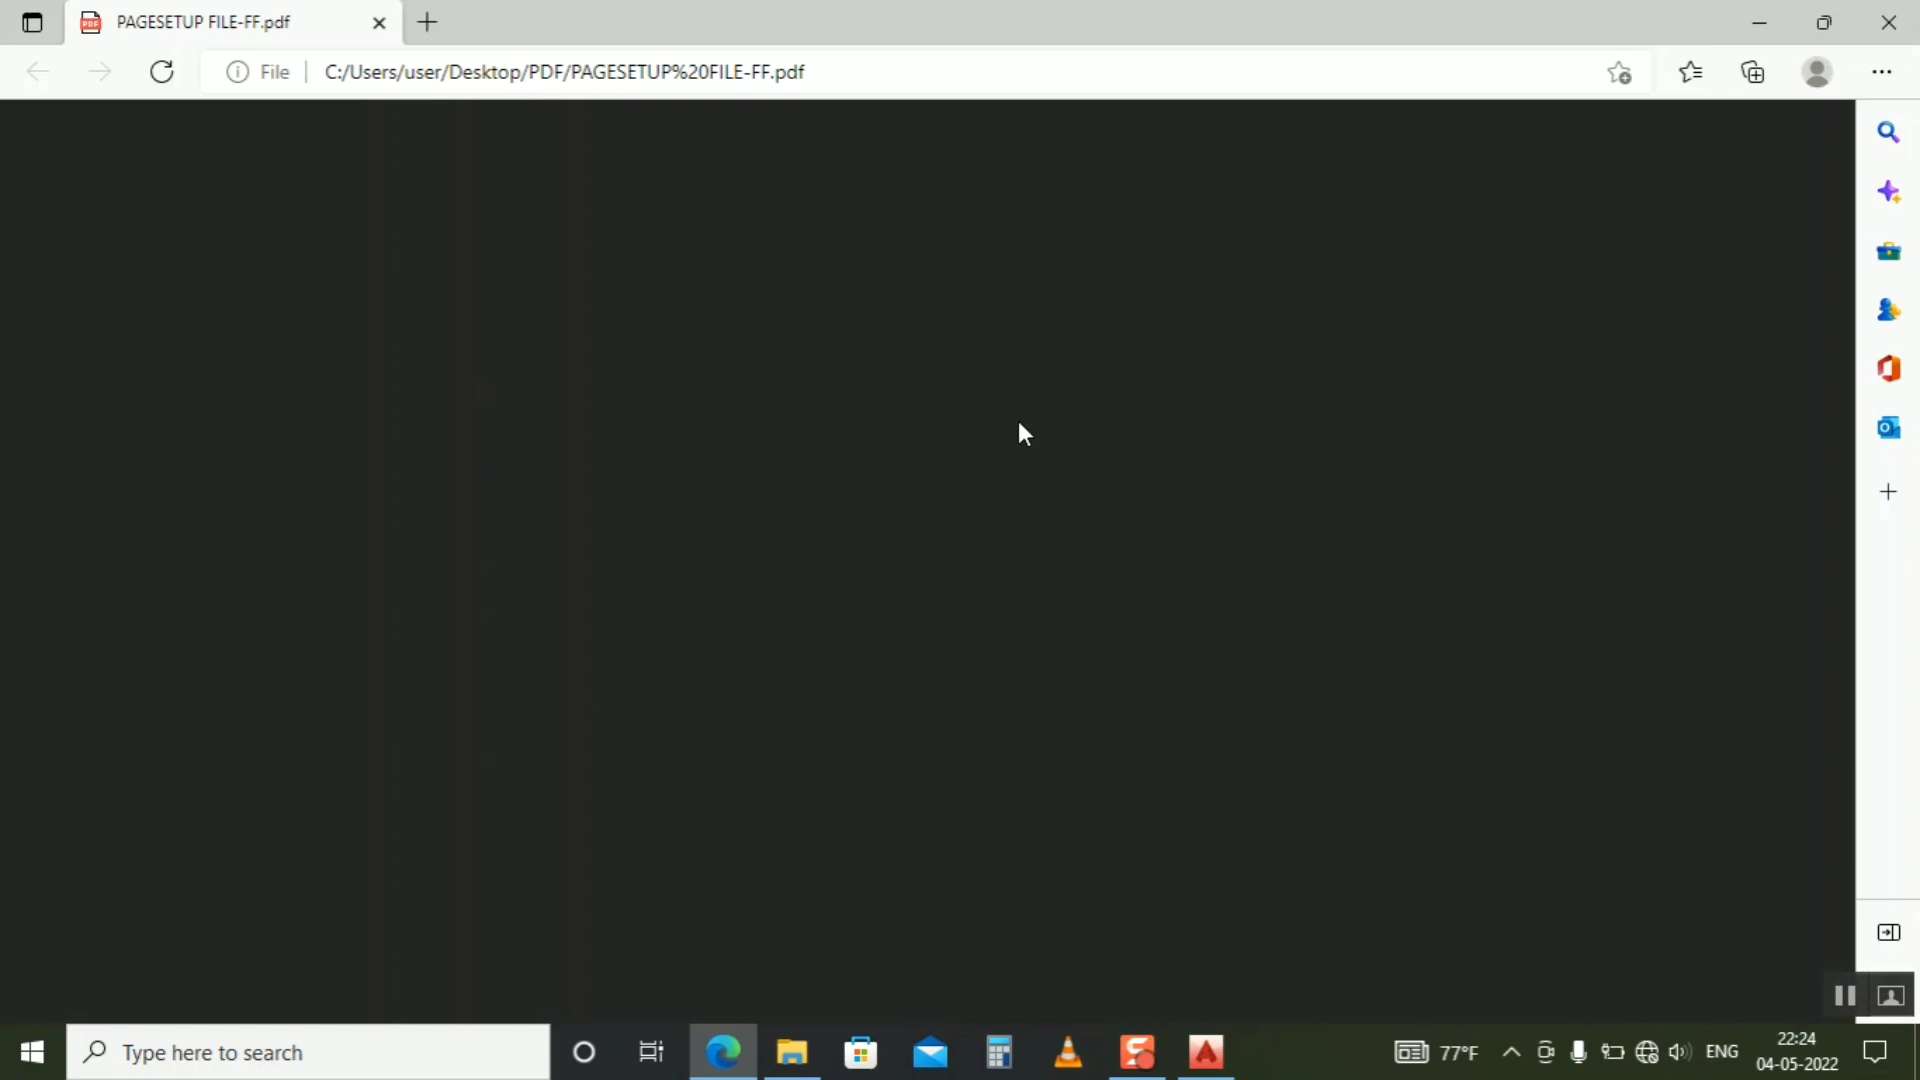 PAGESETUP FILE-FF.pdf
File
C:/Users/user/Desktop/PDF/PAGESETUP%20FILE-FF.pdf
Type here to search
77°F
ENG
22:24
04-05-2022